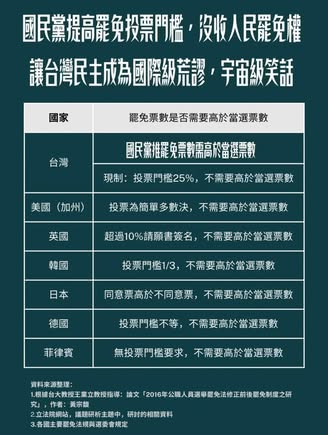 國民黨提高罷免投票門檻，沒收人民罷免權
讓台灣民主成為國際級荒謬，宇宙級笑話
國家
罷免票數是否需要高於當選票數
台灣
國民黨推罷免票數需高於當選票數
現制：投票門檻25%，不需要高於當選票數
美國（加州）
投票為簡單多數決，不需要高於當選票數
英國
超過10%請願書簽名，不需要高於當選票數
韓國
投票門檻1/3，不需要高於當選票數
日本
同意票高於不同意票，不需要高於當選票數
德國
投票門檻不等，不需要高於當選票數
菲律賓
無投票門檻要求，不需要高於當選票數
資料來源整理：
1.根據台大教授王業立教授指導：論文「2016年公職人員選舉罷免法修正前後罷免制度之研
究」，作者：黃宗馥
2.立法院網站，議題研析主題中，研討的相關資料
3.各國主要罷免法規與選委會規定